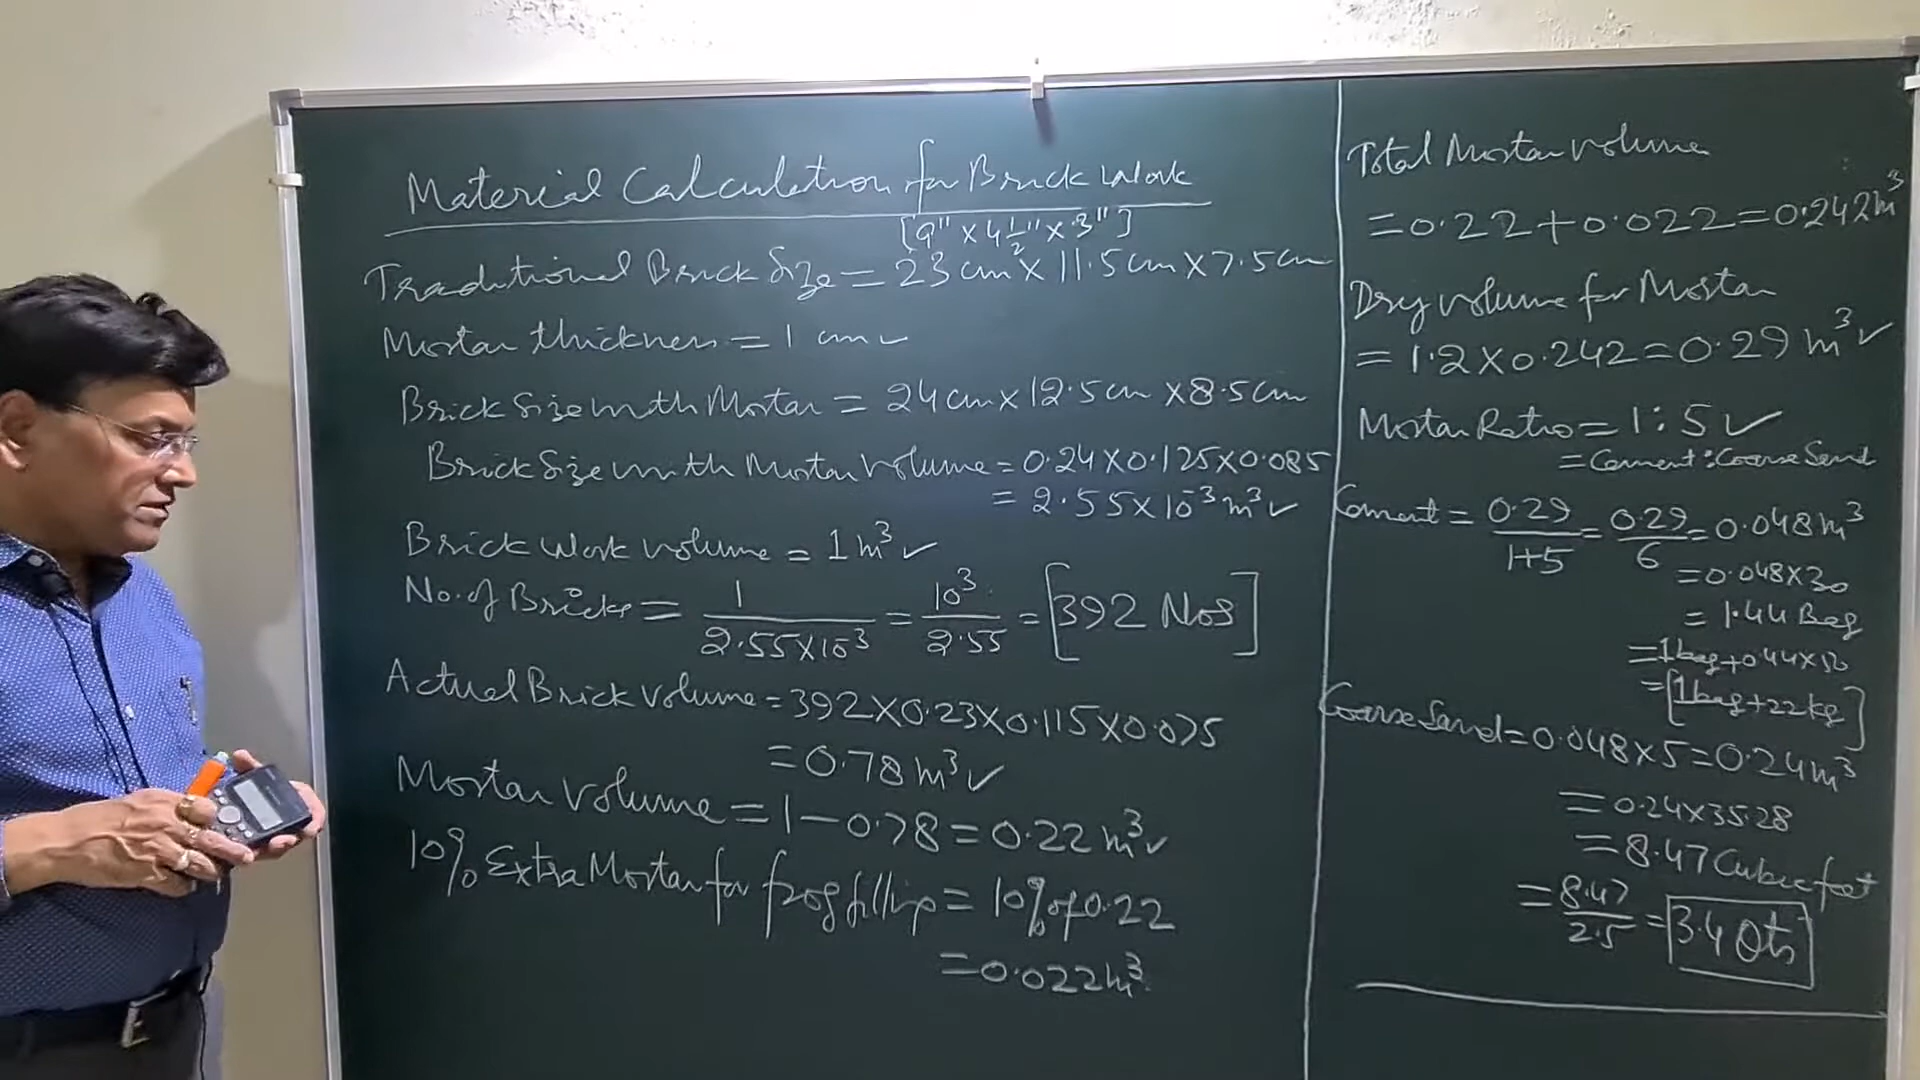 Material Calculation for Brick Work
[9" × 4 1/2" × 3"]
Traditional Brick Size = 23 cm × 11.5 cm × 7.5 cm
Mortar thickness = 1 cm ✓
Brick Size with Mortar = 24 cm × 12.5 cm × 8.5 cm
Brick Size with Mortar Volume = 0.24 × 0.125 × 0.085
= 2.55 × 10⁻³ m³ ✓
Brick Work Volume = 1 m³ ✓
No. of Bricks = 1 / 2.55 × 10⁻³ = 10³ / 2.55 = [392 Nos]
Actual Brick Volume = 392 × 0.23 × 0.115 × 0.075
= 0.78 m³ ✓
Mortar Volume = 1 − 0.78 = 0.22 m³ ✓
10% Extra Mortar for frog filling = 10% of 0.22
= 0.022 m³.
Total Mortar volume
= 0.22 + 0.022 = 0.242 m³
Dry volume for Mortar
= 1.2 × 0.242 = 0.29 m³ ✓
Mortar Ratio = 1 : 5 ✓
= Cement : Coarse Sand
Cement = 0.29 / 1+5 = 0.29 / 6 = 0.048 m³
= 0.048 × 30
= 1.44 Bag
= 1 bag + 0.44 × 50
= [1 bag + 22 kg]
Coarse Sand = 0.048 × 5 = 0.24 m³
= 0.24 × 35.28
= 8.47 Cubic feet
= 8.47 / 2.5 = 3.4 Qts